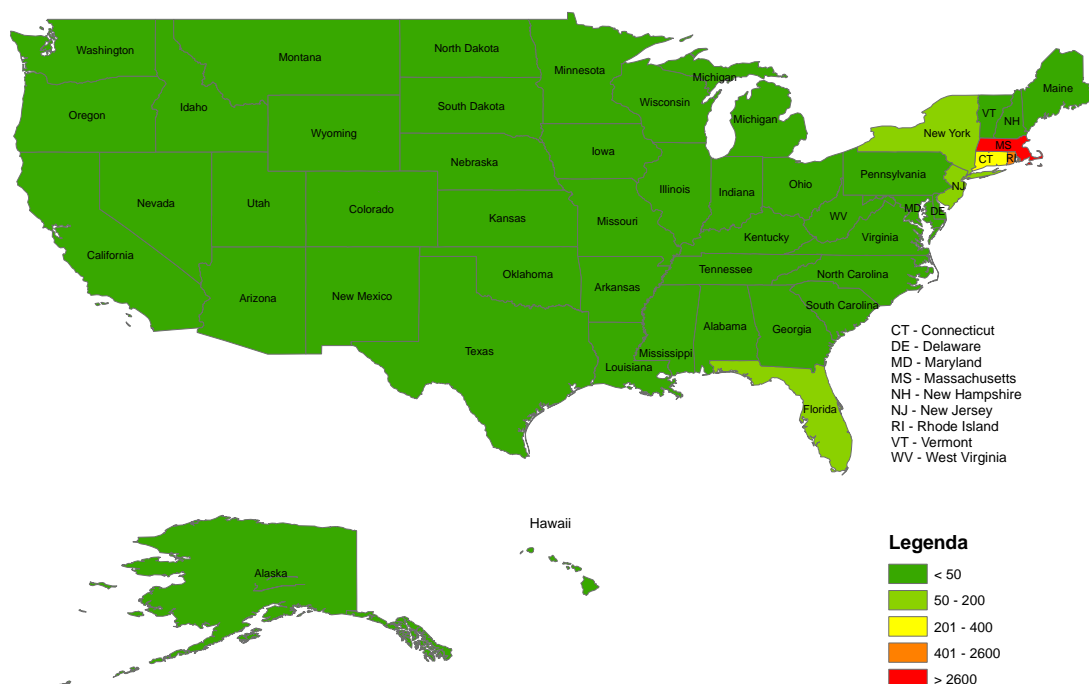 Washington
Montana
North Dakota
Minnesota
Michigan
Maine
Oregon
Idaho
South Dakota
Wisconsin
Michigan
VT
NH
Wyoming
New York
MS
CT
RI
Nebraska
Iowa
Pennsylvania
NJ
Nevada
Utah
Colorado
Kansas
Missouri
Illinois
Indiana
Ohio
WV
MD
DE
California
Kentucky
Virginia
Arizona
New Mexico
Oklahoma
Arkansas
Tennessee
North Carolina
South Carolina
Texas
Louisiana
Mississippi
Alabama
Georgia
Florida
CT - Connecticut
DE - Delaware
MD - Maryland
MS - Massachusetts
NH - New Hampshire
NJ - New Jersey
RI - Rhode Island
VT - Vermont
WV - West Virginia
Hawaii
Alaska
Legenda
< 50
50 - 200
201 - 400
401 - 2600
> 2600